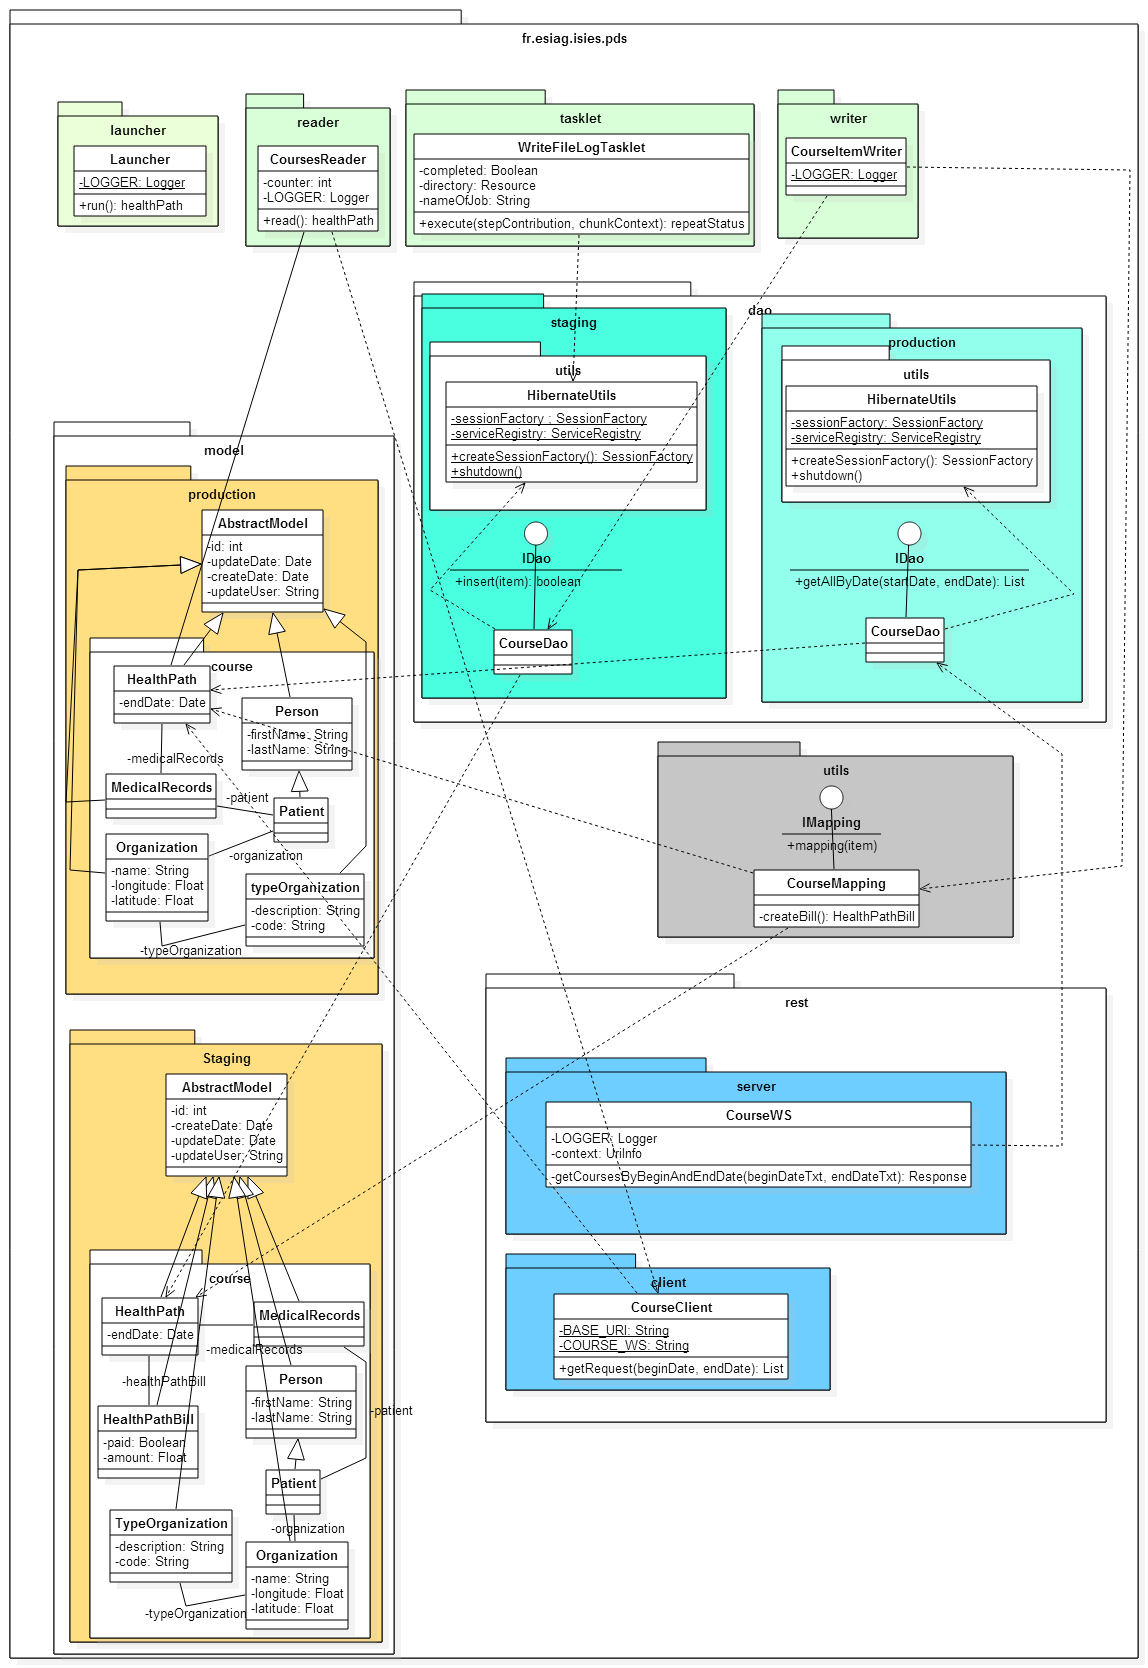 fr.esiag.isies.pds
launcher
Launcher
-LOGGER: Logger
+run(): healthPath
reader
CoursesReader
-counter: int
-LOGGER: Logger
+read(): healthPath
tasklet
WriteFileLogTasklet
-completed: Boolean
-directory: Resource
-nameOfJob: String
+execute(stepContribution, chunkContext): repeatStatus
writer
CourseItemWriter
-LOGGER: Logger
dao
staging
utils
HibernateUtils
-sessionFactory : SessionFactory
-serviceRegistry: ServiceRegistry
+createSessionFactory(): SessionFactory
+shutdown()
IDao
+insert(item): boolean
CourseDao
production
utils
HibernateUtils
-sessionFactory: SessionFactory
-serviceRegistry: ServiceRegistry
+createSessionFactory(): SessionFactory
+shutdown()
IDao
+getAllByDate(startDate, endDate): List
CourseDao
model
production
AbstractModel
-id: int
-updateDate: Date
-createDate: Date
-updateUser: String
course
HealthPath
-endDate: Date
Person
-firstName: String
-lastName: String
-medicalRecords
MedicalRecords
-patient
Patient
Organization
-name: String
-longitude: Float
-latitude: Float
-organization
typeOrganization
-description: String
-code: String
-typeOrganization
utils
IMapping
+mapping(item)
CourseMapping
-createBill(): HealthPathBill
Staging
AbstractModel
-id: int
-createDate: Date
-updateDate: Date
-updateUser: String
course
HealthPath
-endDate: Date
MedicalRecords
-medicalRecords
Person
-firstName: String
-lastName: String
-healthPathBill
HealthPathBill
-paid: Boolean
-amount: Float
-patient
Patient
-organization
TypeOrganization
-description: String
-code: String
Organization
-name: String
-longitude: Float
-latitude: Float
-typeOrganization
rest
server
CourseWS
-LOGGER: Logger
-context: UriInfo
-getCoursesByBeginAndEndDate(beginDateTxt, endDateTxt): Response
client
CourseClient
-BASE_URI: String
-COURSE_WS: String
+getRequest(beginDate, endDate): List